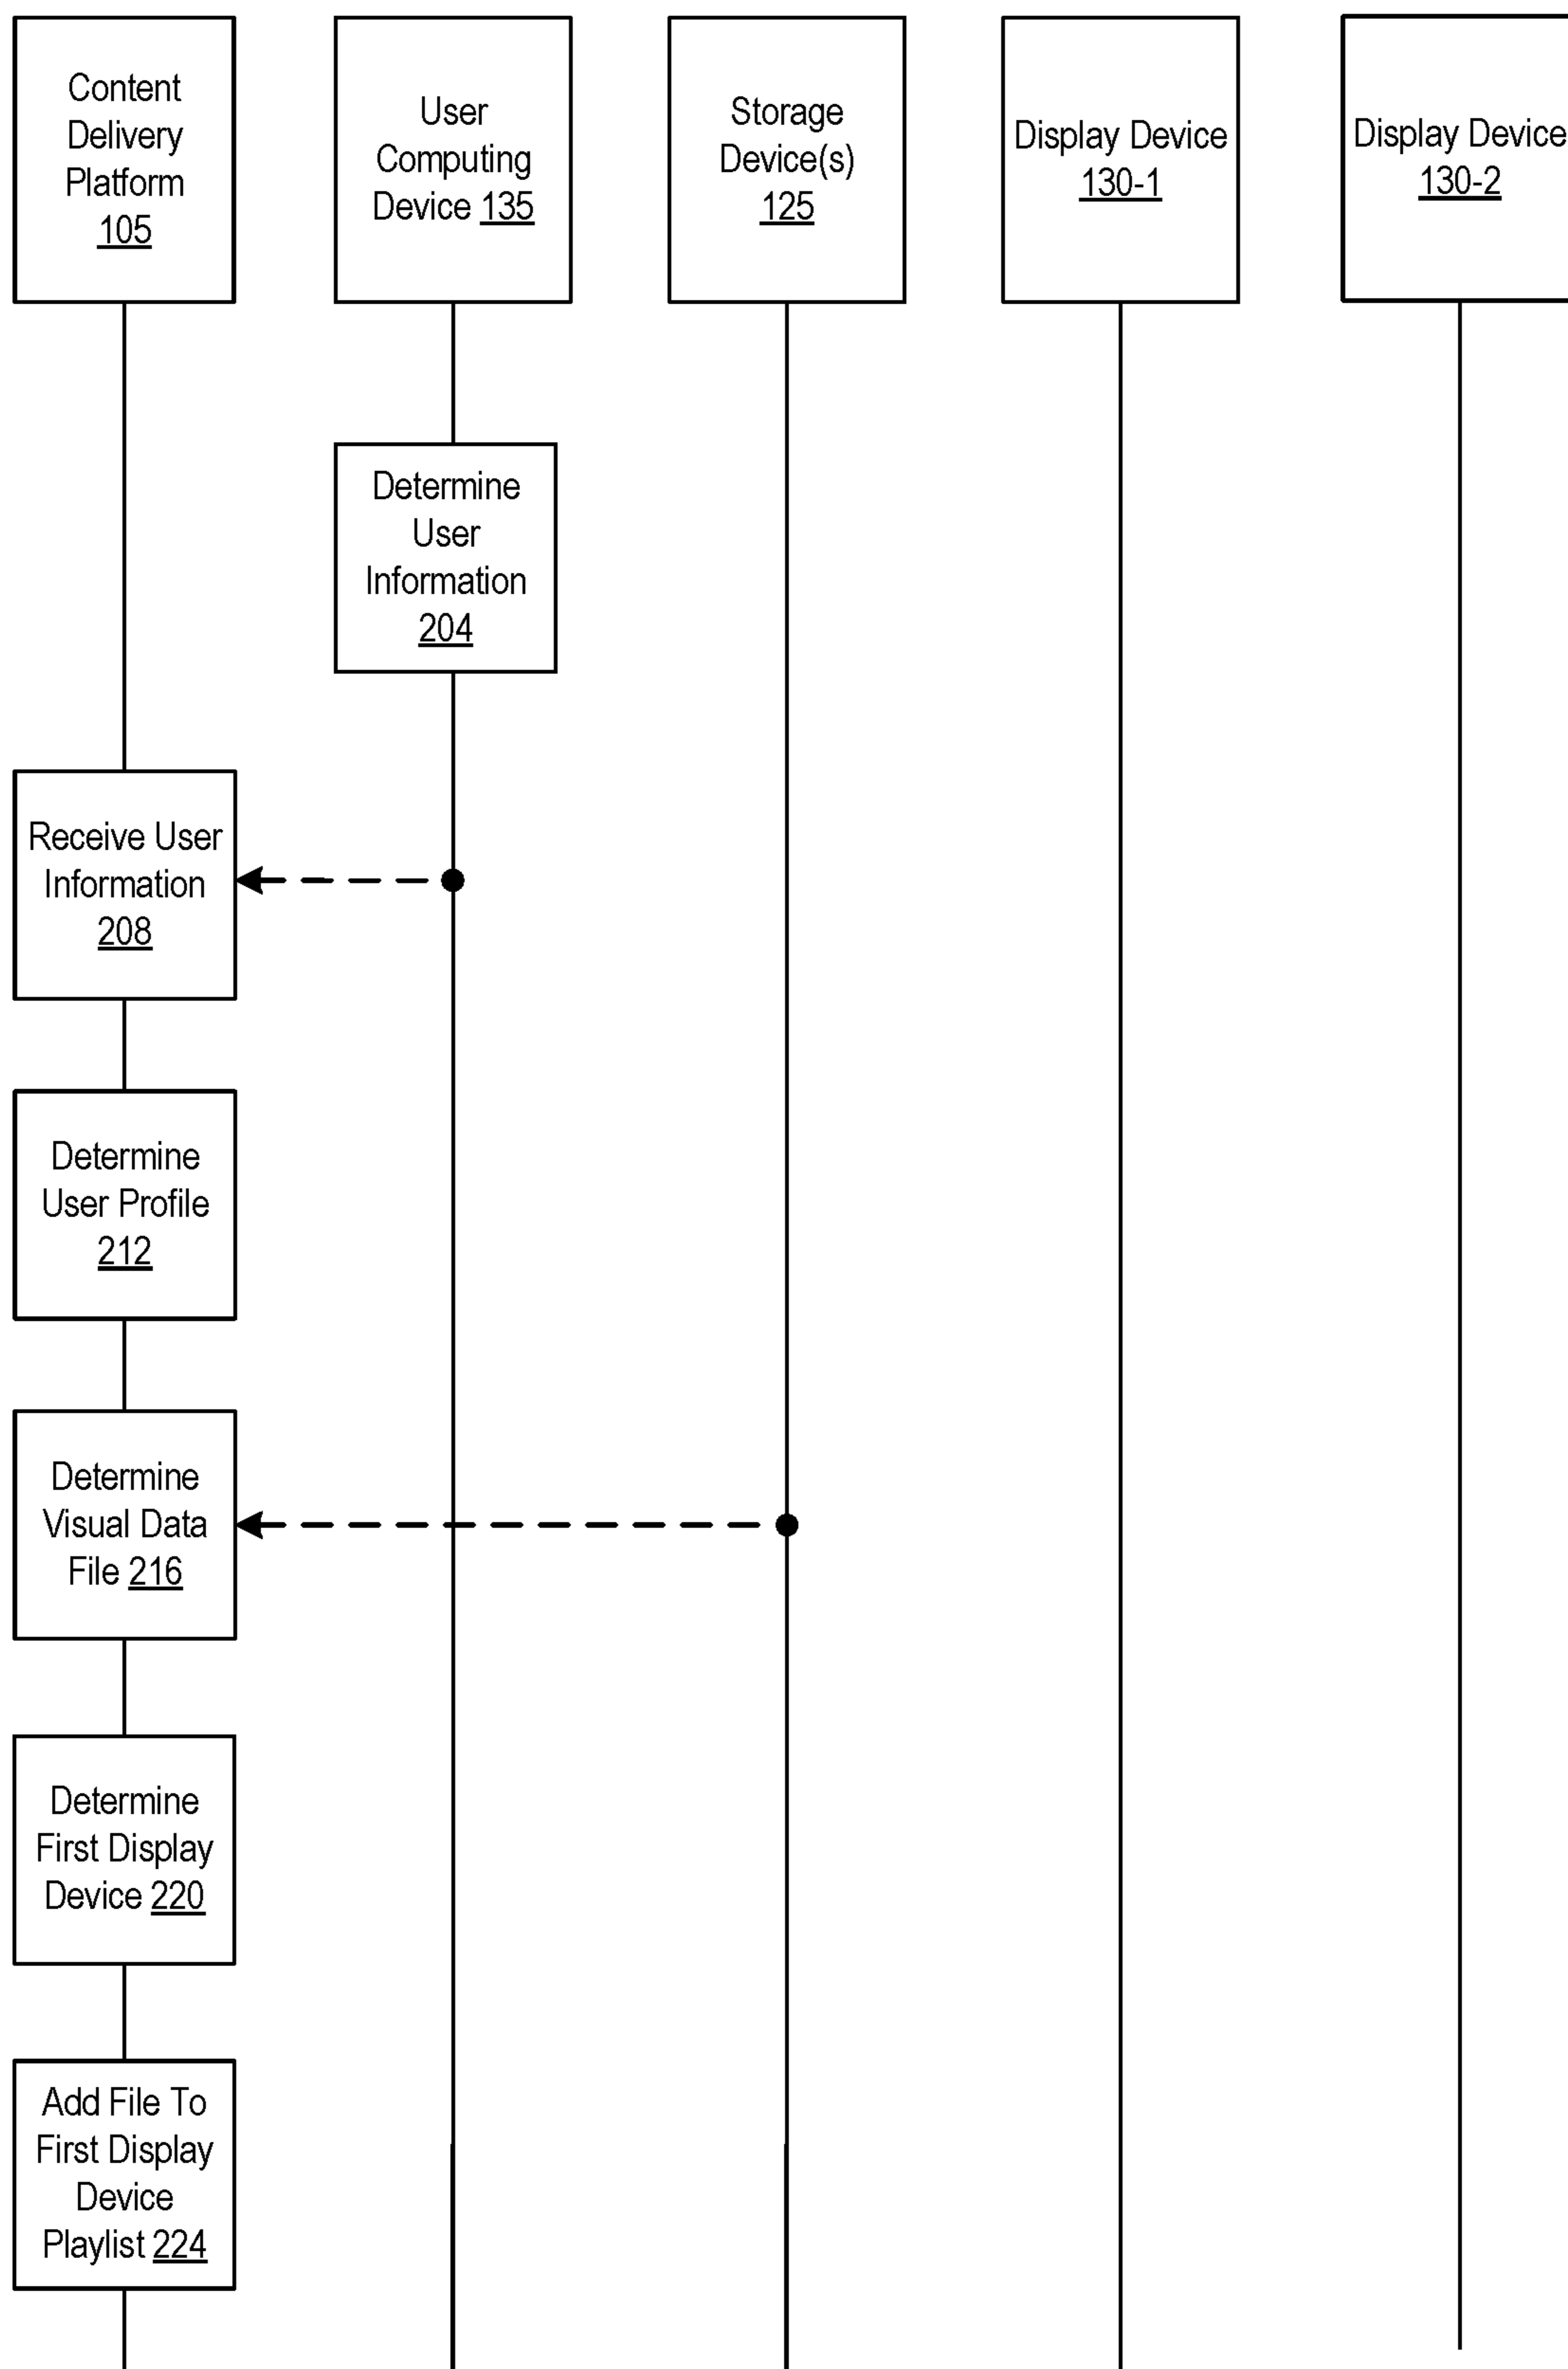 Content
Delivery
Platform
105
User
Computing
Device 135
Storage
Device(s)
125
Display Device
130-1
Display Device
130-2
Determine
User
Information
204
Receive User
Information
208
Determine
User Profile
212
Determine
Visual Data
File 216
Determine
First Display
Device 220
Add File To
First Display
Device
Playlist 224